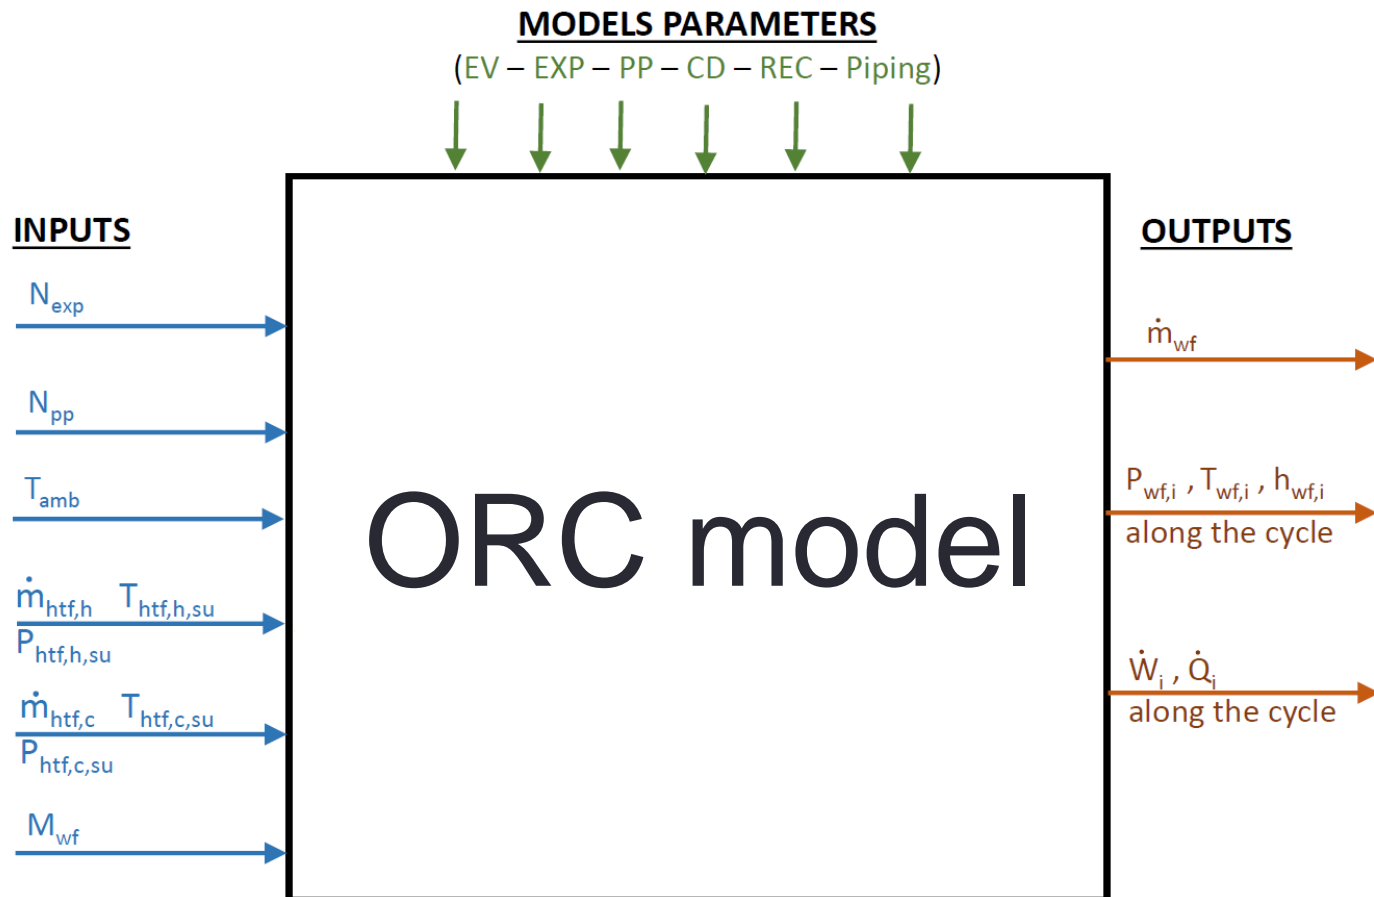 MODELS PARAMETERS
(EV – EXP – PP – CD – REC – Piping)
INPUTS
N_exp
N_pp
T_amb
ṁ_htf,h T_htf,h,su
P_htf,h,su
ṁ_htf,c T_htf,c,su
P_htf,c,su
M_wf
ORC model
OUTPUTS
ṁ_wf
P_wf,i , T_wf,i , h_wf,i
along the cycle
Ẇ_i , Q̇_i
along the cycle